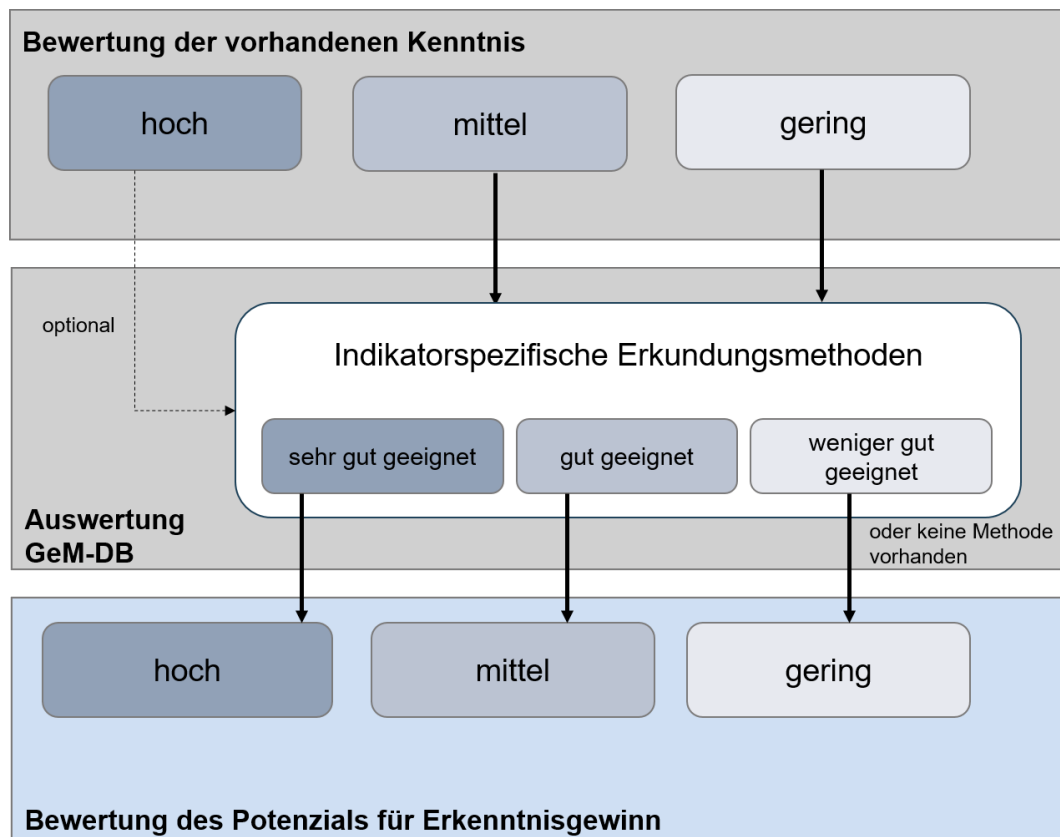 Bewertung der vorhandenen Kenntnis
hoch
mittel
gering
optional
Indikatorspezifische Erkundungsmethoden
sehr gut geeignet
gut geeignet
weniger gut
geeignet
Auswertung
GeM-DB
oder keine Methode
vorhanden
hoch
mittel
gering
Bewertung des Potenzials für Erkenntnisgewinn